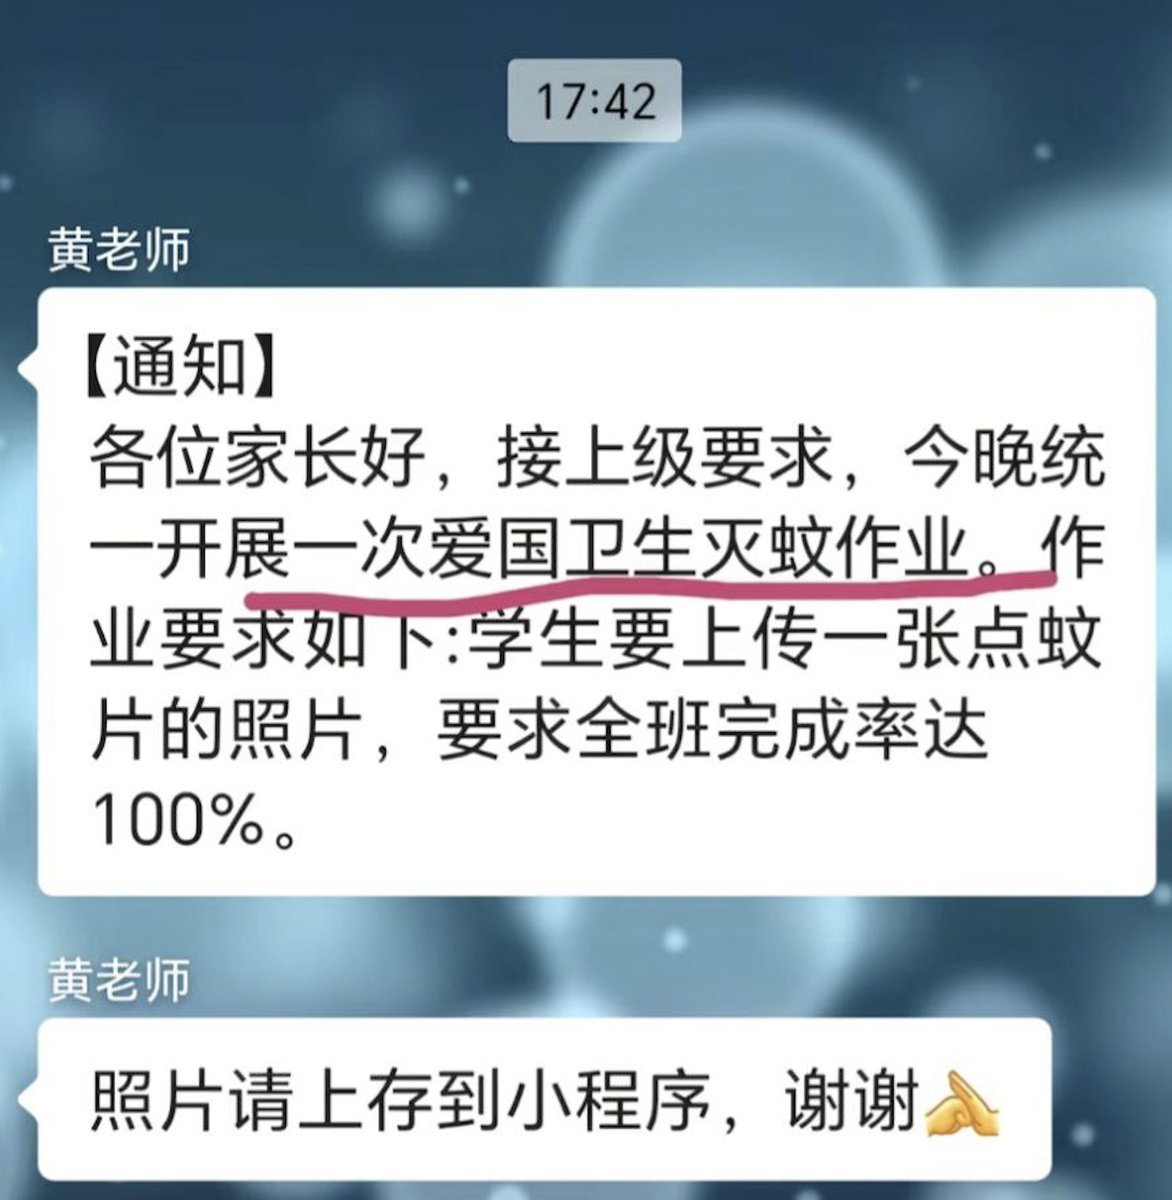 17:42
黄老师
【通知】
各位家长好，接上级要求，今晚统
一开展一次爱国卫生灭蚊作业。作
业要求如下:学生要上传一张点蚊
片的照片，要求全班完成率达
100%。
黄老师
照片请上存到小程序，谢谢